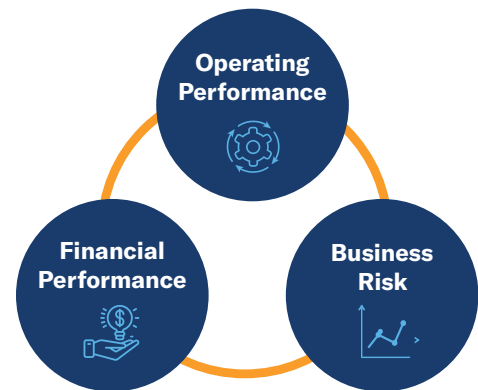 Operating
Performance
Financial
Performance
$
Business
Risk